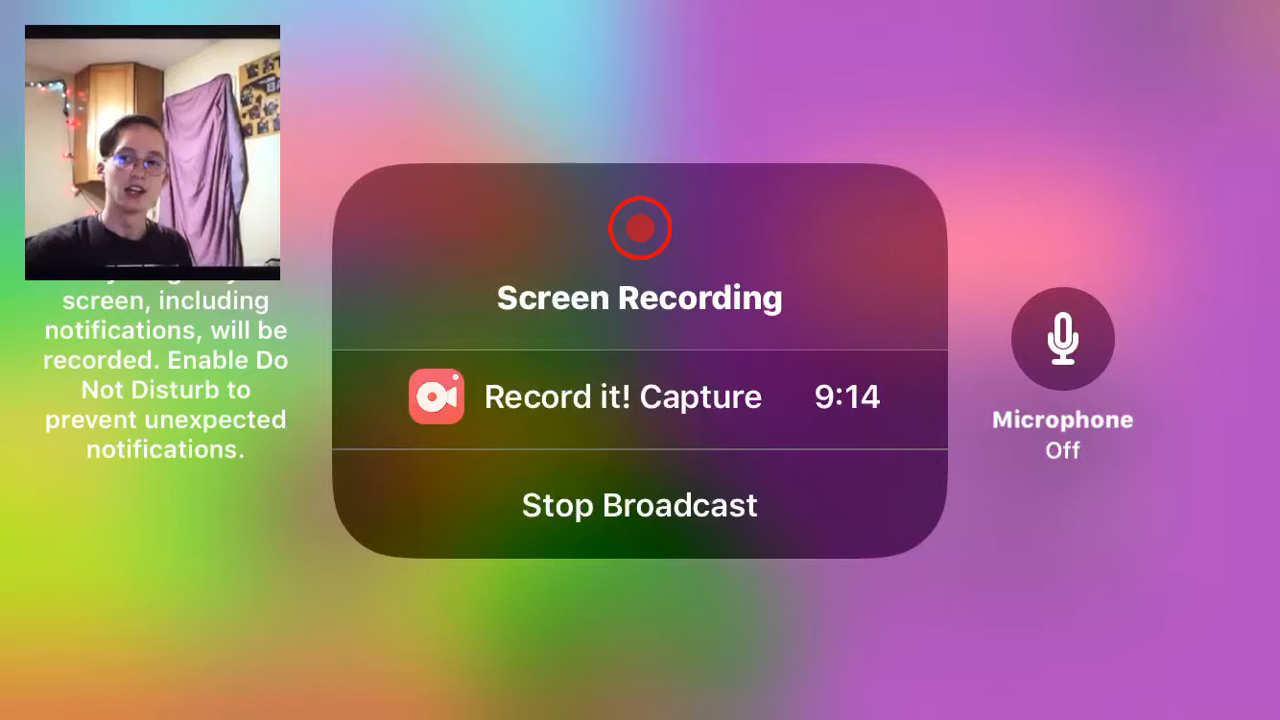 screen, including
notifications, will be
recorded. Enable Do
Not Disturb to
prevent unexpected
notifications.
Screen Recording
Record it! Capture 9:14
Stop Broadcast
Microphone
Off